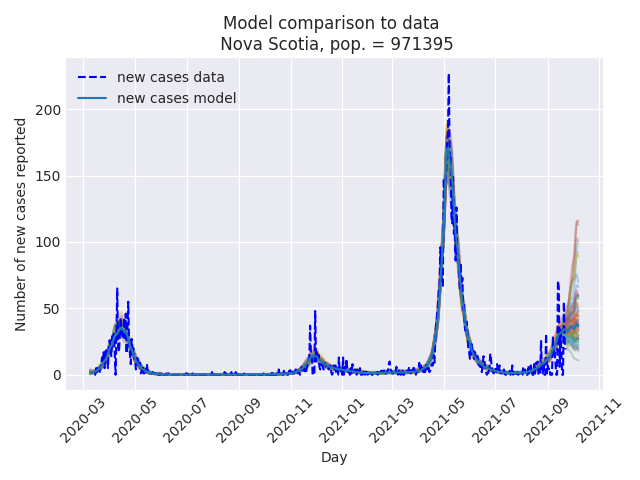 Model comparison to data
Nova Scotia, pop. = 971395
new cases data
new cases model
Number of new cases reported
200
150
100
50
0
2020-03
2020-05
2020-07
2020-09
2020-11
2021-01
2021-03
2021-05
2021-07
2021-09
2021-11
Day